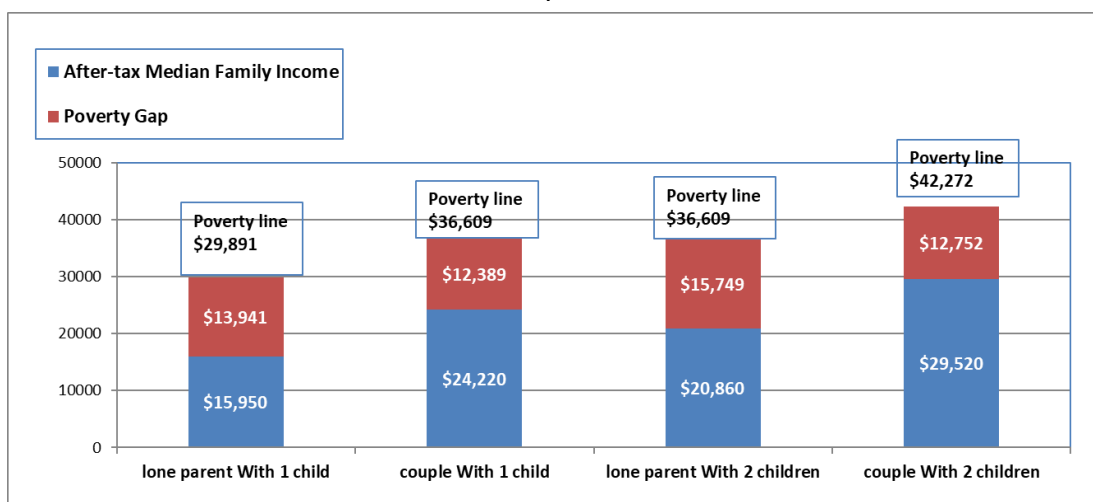 After-tax Median Family Income
Poverty Gap
50000
40000
30000
20000
10000
0
Poverty line
$29,891
Poverty line
$36,609
Poverty line
$36,609
Poverty line
$42,272
$13,941
$12,389
$15,749
$12,752
$15,950
$24,220
$20,860
$29,520
lone parent With 1 child
couple With 1 child
lone parent With 2 children
couple With 2 children